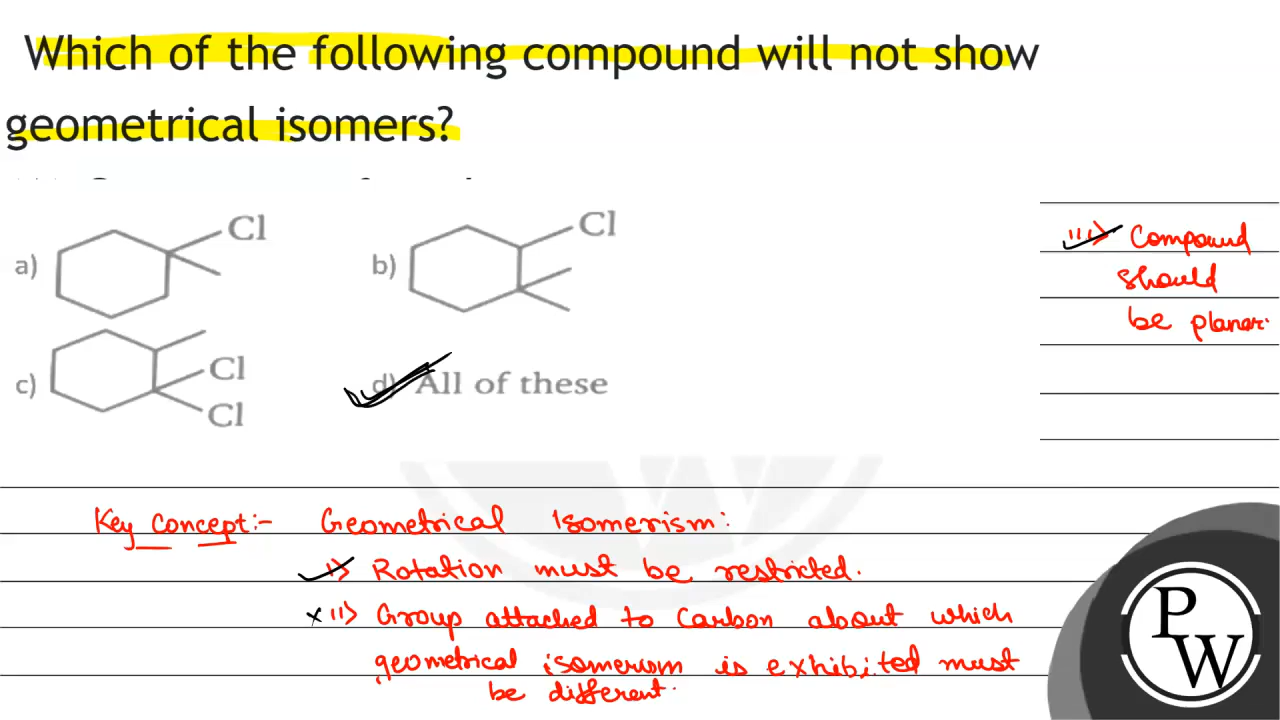 Which of the following compound will not show
geometrical isomers?
a)
Cl
b)
Cl
c)
Cl
Cl
d) All of these
iii) Compound
should
be planar.
Key Concept:- Geometrical Isomerism:
i) Rotation must be restricted.
ii) Group attached to carbon about which
geometrical isomerism is exhibited must
be different.
P
W